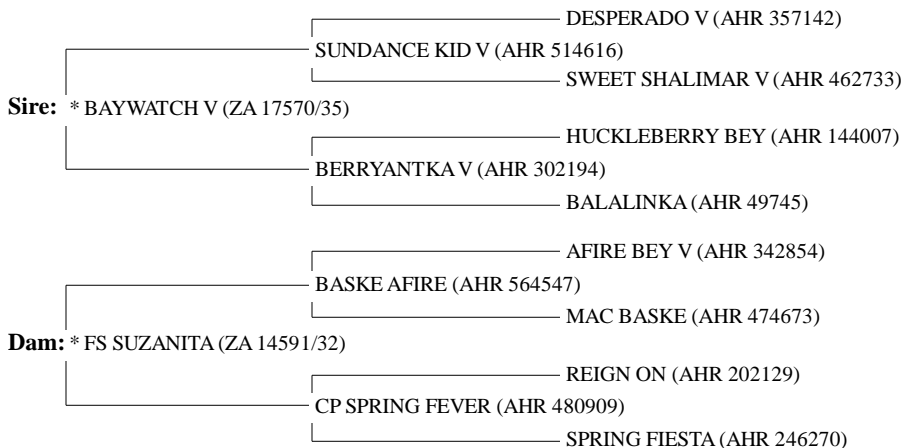 DESPERADO V (AHR 357142)
SUNDANCE KID V (AHR 514616)
SWEET SHALIMAR V (AHR 462733)
Sire: * BAYWATCH V (ZA 17570/35)
HUCKLEBERRY BEY (AHR 144007)
BERRYANTKA V (AHR 302194)
BALALINKA (AHR 49745)
AFIRE BEY V (AHR 342854)
BASKE AFIRE (AHR 564547)
MAC BASKE (AHR 474673)
Dam: * FS SUZANITA (ZA 14591/32)
REIGN ON (AHR 202129)
CP SPRING FEVER (AHR 480909)
SPRING FIESTA (AHR 246270)